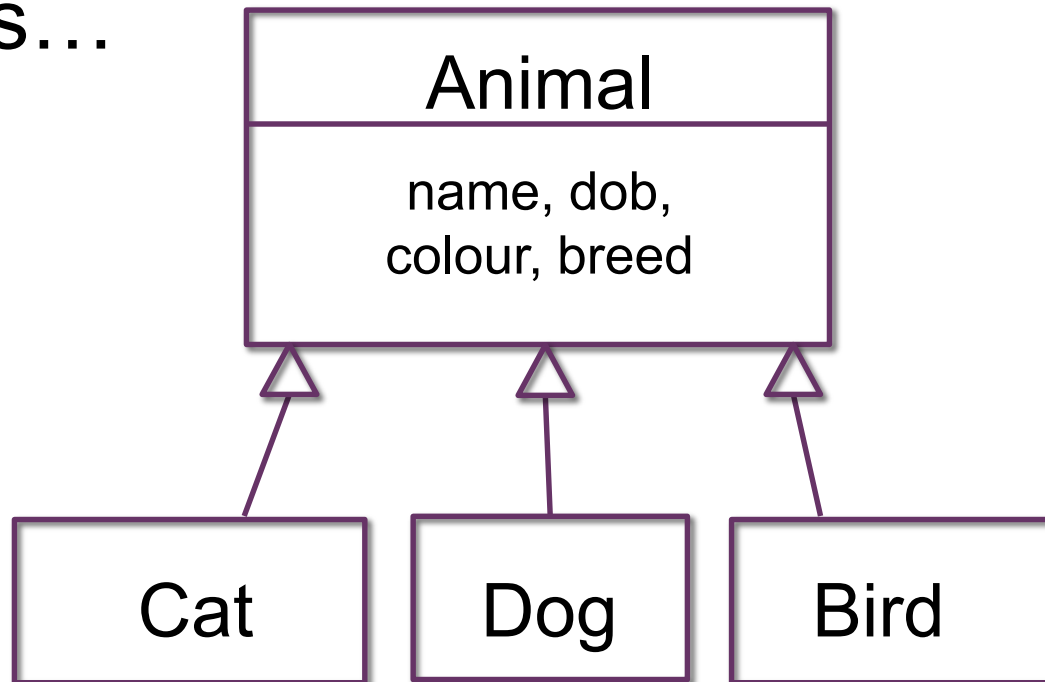 s…
Animal
name, dob,
colour, breed
Cat
Dog
Bird